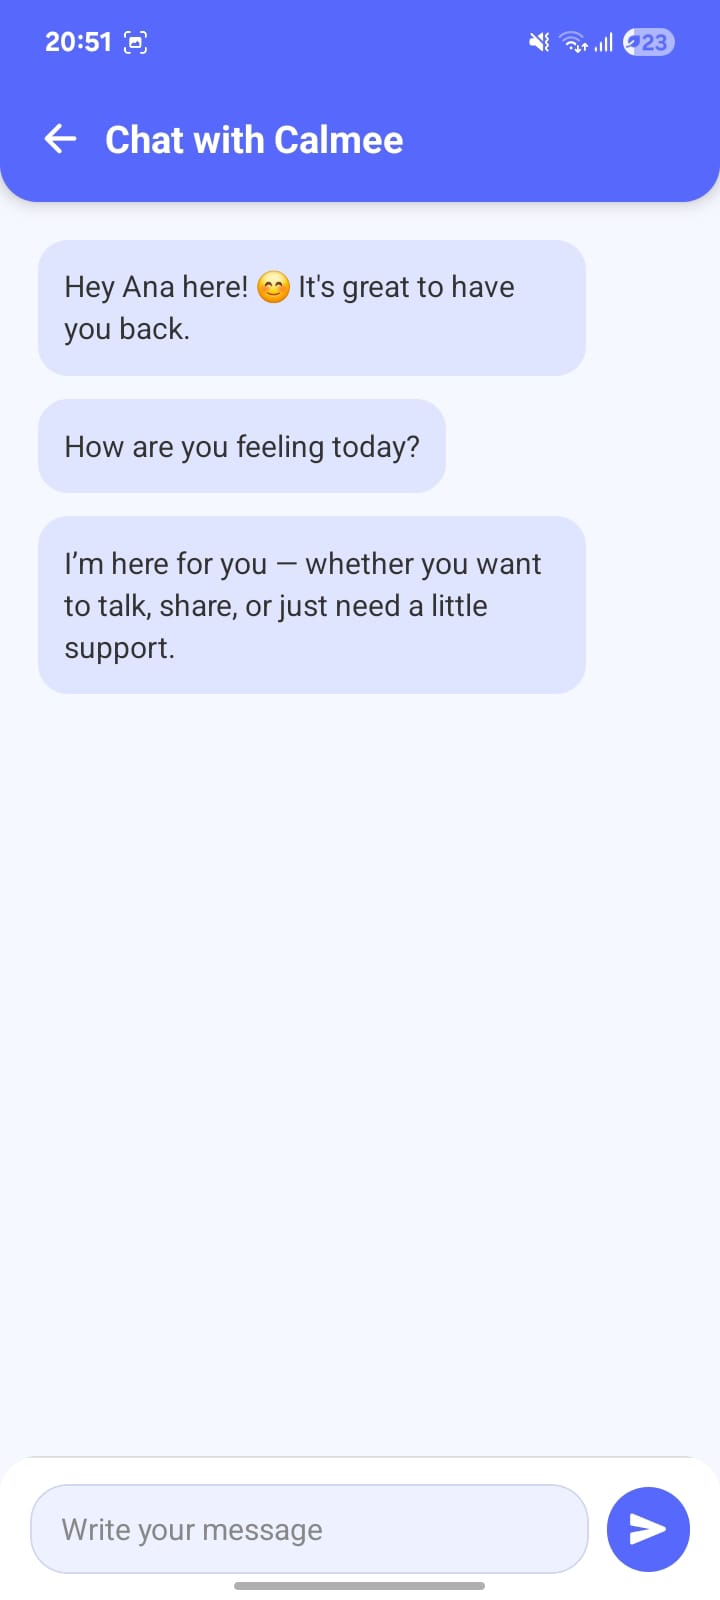 20:51
23
Chat with Calmee
Hey Ana here! 😊 It's great to have
you back.
How are you feeling today?
I’m here for you — whether you want
to talk, share, or just need a little
support.
Write your message